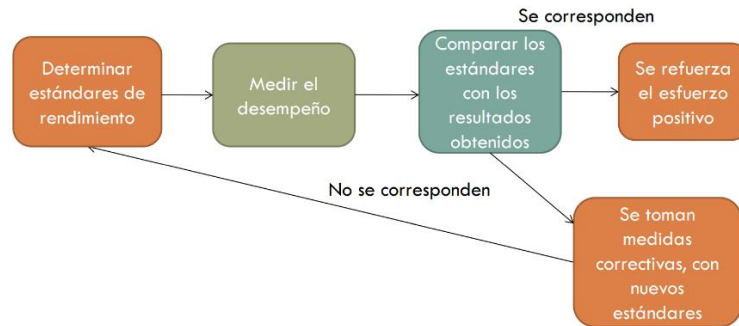 Se corresponden
Determinar
estándares de
rendimiento
Medir el
desempeño
Comparar los
estándares
con los
resultados
obtenidos
Se refuerza
el esfuerzo
positivo
No se corresponden
Se toman
medidas
correctivas, con
nuevos
estándares